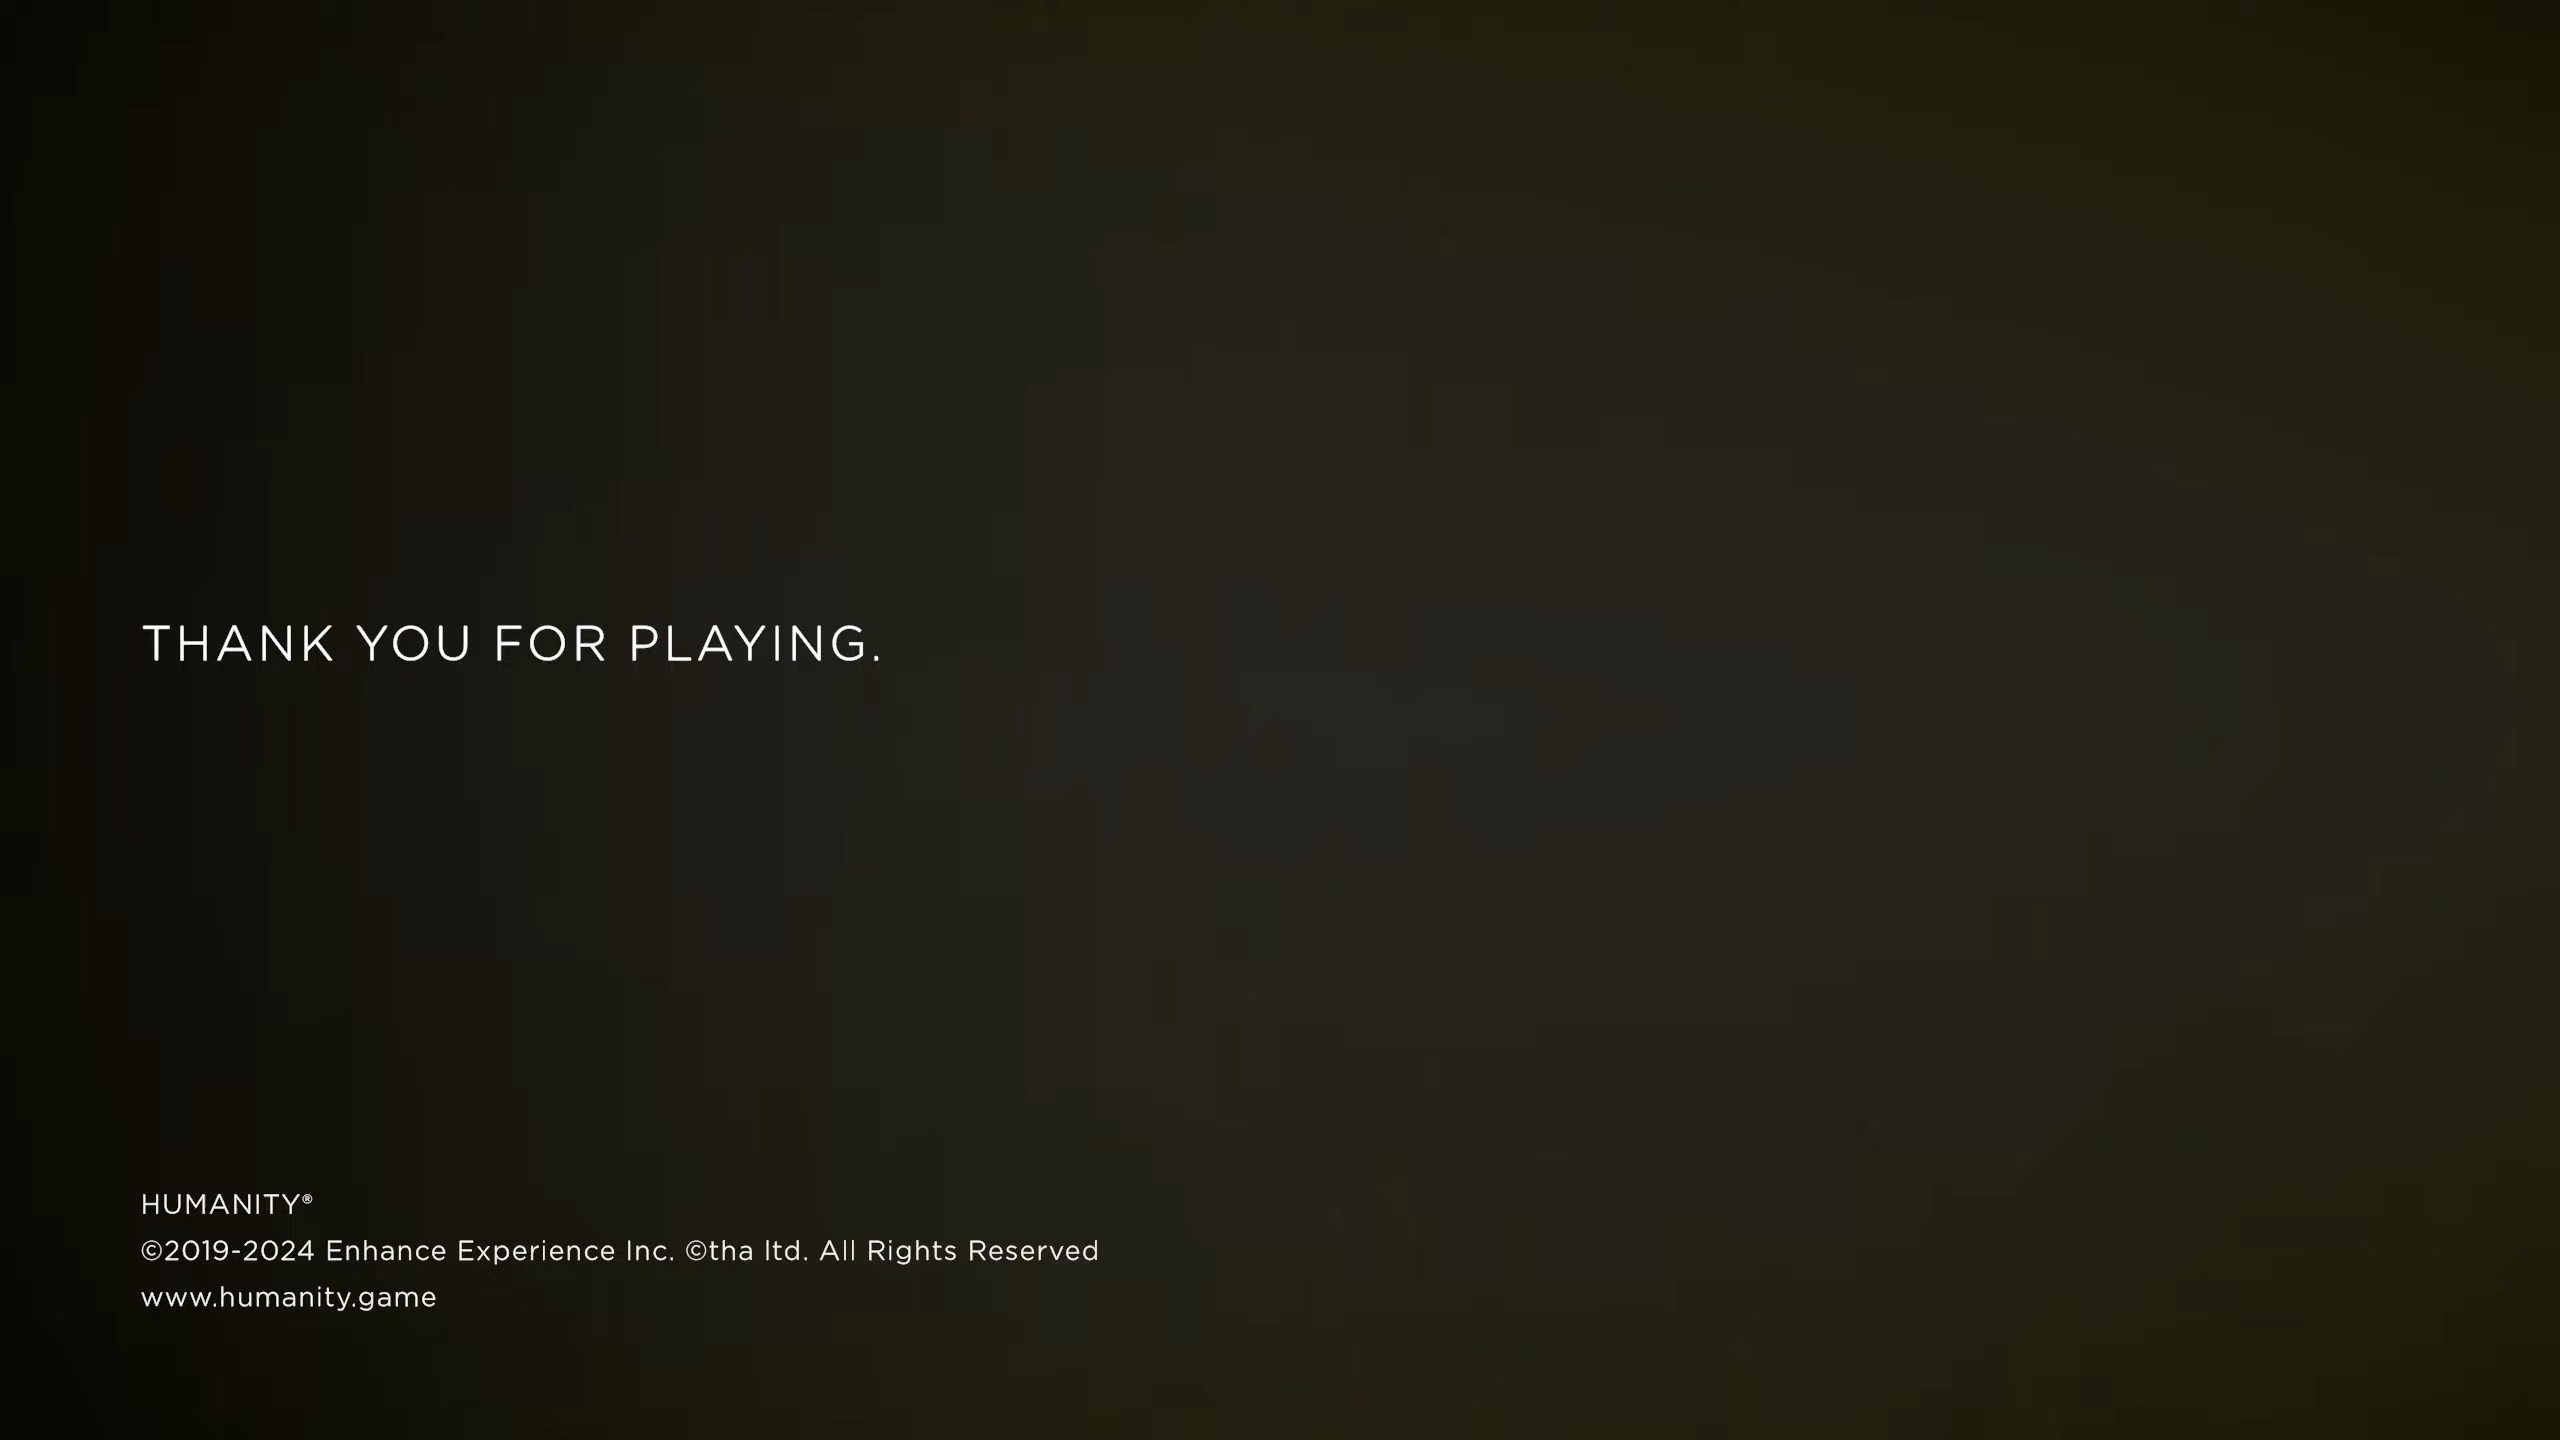 THANK YOU FOR PLAYING.
HUMANITY®
©2019-2024 Enhance Experience Inc. ©tha ltd. All Rights Reserved
www.humanity.game